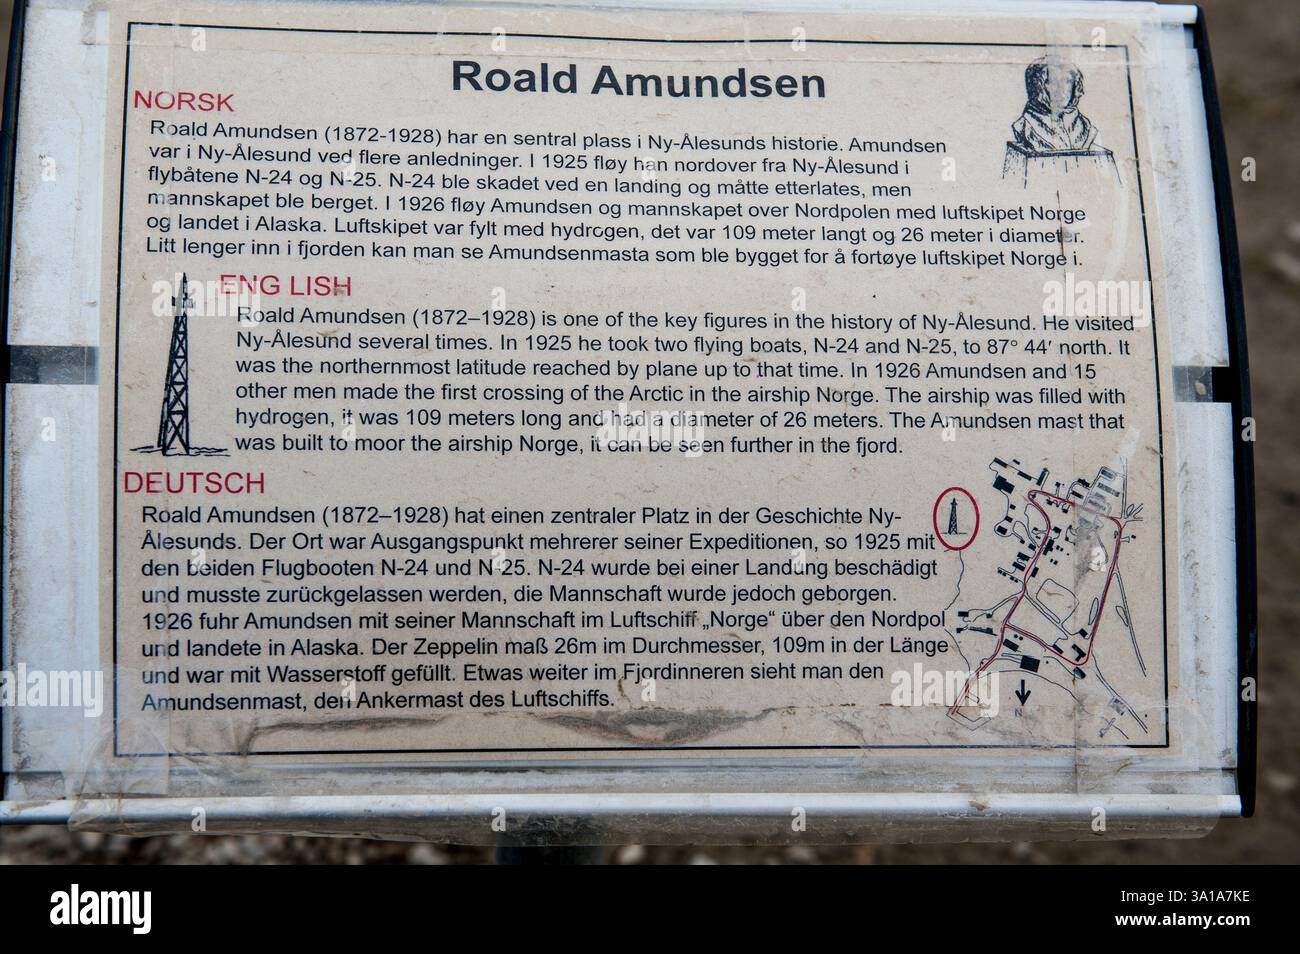 Roald Amundsen
NORSK
Roald Amundsen (1872-1928) har en sentral plass i Ny-Ålesunds historie. Amundsen
var i Ny-Ålesund ved flere anledninger. I 1925 fløy han nordover fra Ny-Ålesund i
flybåtene N-24 og N-25. N-24 ble skadet ved en landing og måtte etterlates, men
mannskapet ble berget. I 1926 fløy Amundsen og mannskapet over Nordpolen med luftskipet Norge
og landet i Alaska. Luftskipet var fylt med hydrogen, det var 109 meter langt og 26 meter i diameter.
Litt lenger inn i fjorden kan man se Amundsenmasta som ble bygget for å fortøye luftskipet Norge i.
ENG LISH
Roald Amundsen (1872–1928) is one of the key figures in the history of Ny-Ålesund. He visited
Ny-Ålesund several times. In 1925 he took two flying boats, N-24 and N-25, to 87° 44′ north. It
was the northernmost latitude reached by plane up to that time. In 1926 Amundsen and 15
other men made the first crossing of the Arctic in the airship Norge. The airship was filled with
hydrogen, it was 109 meters long and had a diameter of 26 meters. The Amundsen mast that
was built to moor the airship Norge, it can be seen further in the fjord.
DEUTSCH
Roald Amundsen (1872–1928) hat einen zentraler Platz in der Geschichte Ny-
Ålesunds. Der Ort war Ausgangspunkt mehrerer seiner Expeditionen, so 1925 mit
den beiden Flugbooten N-24 und N-25. N-24 wurde bei einer Landung beschädigt
und musste zurückgelassen werden, die Mannschaft wurde jedoch geborgen.
1926 fuhr Amundsen mit seiner Mannschaft im Luftschiff „Norge“ über den Nordpol
und landete in Alaska. Der Zeppelin maß 26m im Durchmesser, 109m in der Länge
und war mit Wasserstoff gefüllt. Etwas weiter im Fjordinneren sieht man den
Amundsenmast, den Ankermast des Luftschiffs.
N
alamy
alamy
Image ID: 3A1A7KE
www.alamy.com